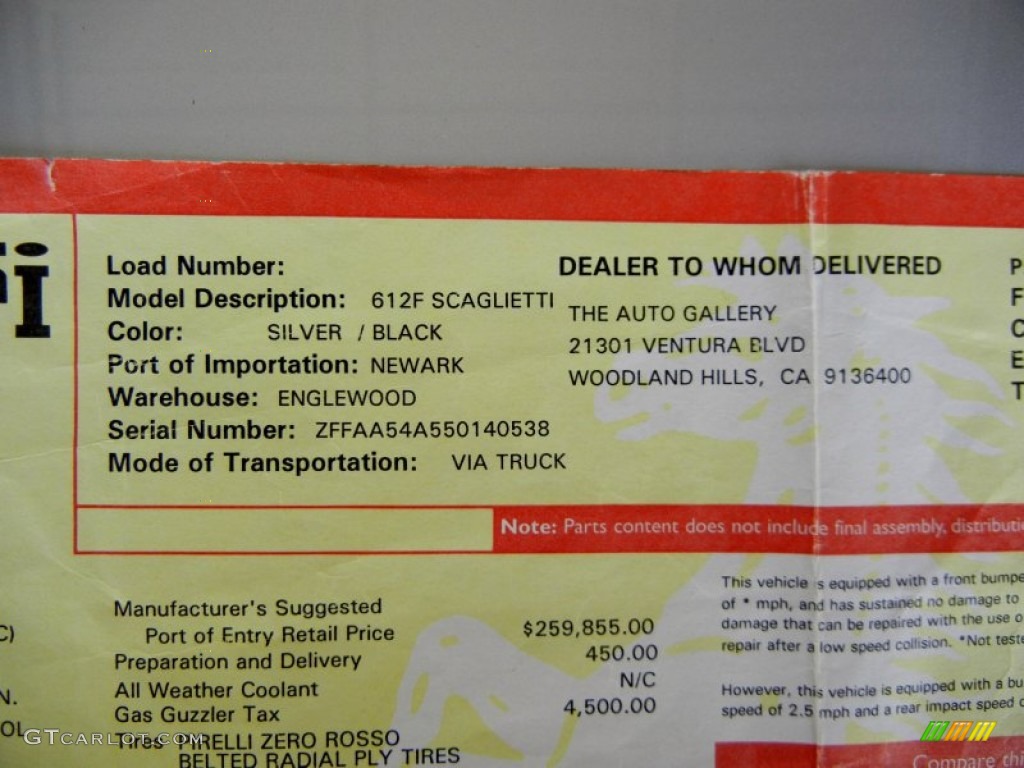 Load Number:
Model Description: 612F SCAGLIETTI
Color: SILVER / BLACK
Port of Importation: NEWARK
Warehouse: ENGLEWOOD
Serial Number: ZFFAA54A550140538
Mode of Transportation: VIA TRUCK
DEALER TO WHOM DELIVERED
THE AUTO GALLERY
21301 VENTURA BLVD
WOODLAND HILLS, CA 9136400
Note: Parts content does not include final assembly,
Manufacturer's Suggested
Port of Entry Retail Price $259,855.00
Preparation and Delivery 450.00
All Weather Coolant N/C
Gas Guzzler Tax 4,500.00
Tires PIRELLI ZERO ROSSO
BELTED RADIAL PLY TIRES
This vehicle is equipped with a front
of * mph, and has sustained no damage to
damage that can be repaired with the use
repair after a low speed collision. *Not
However, this vehicle is equipped with a
speed of 2.5 mph and a rear impact speed
Compare
GTCarlot.com